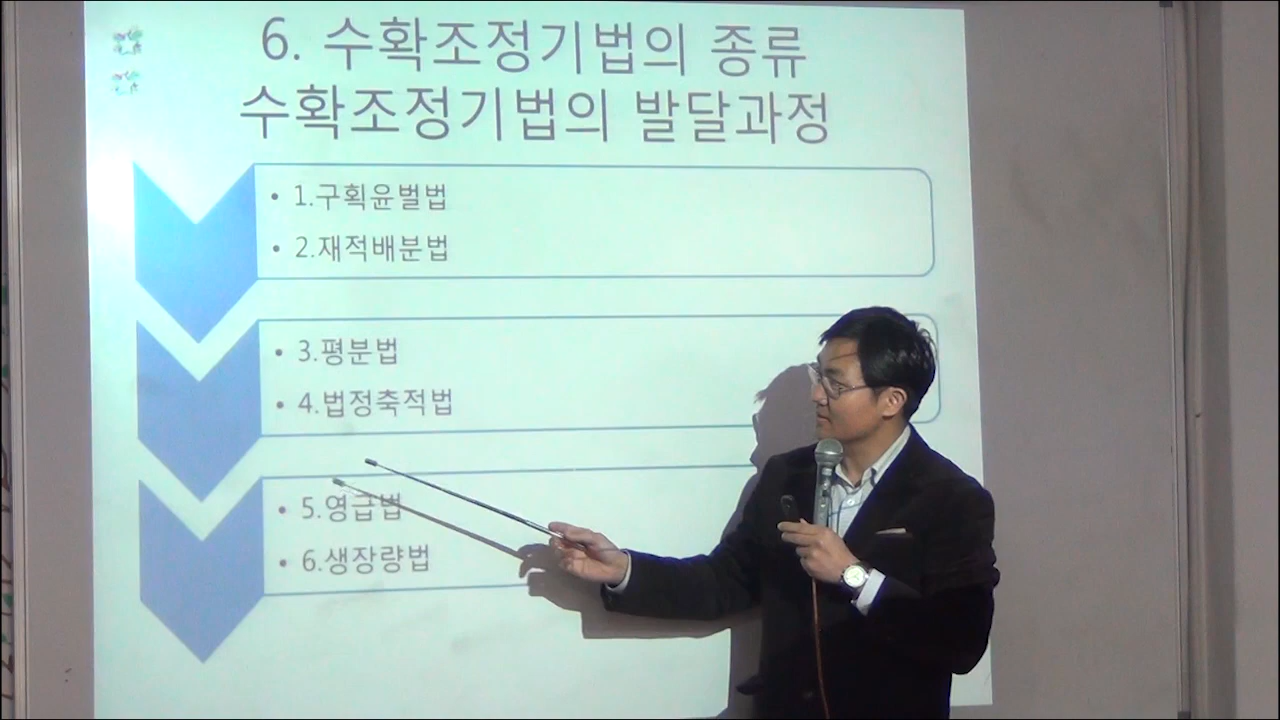 6. 수확조정기법의 종류
수확조정기법의 발달과정
• 1.구획윤벌법
• 2.재적배분법
• 3.평분법
• 4.법정축적법
• 5.영급법
• 6.생장량법